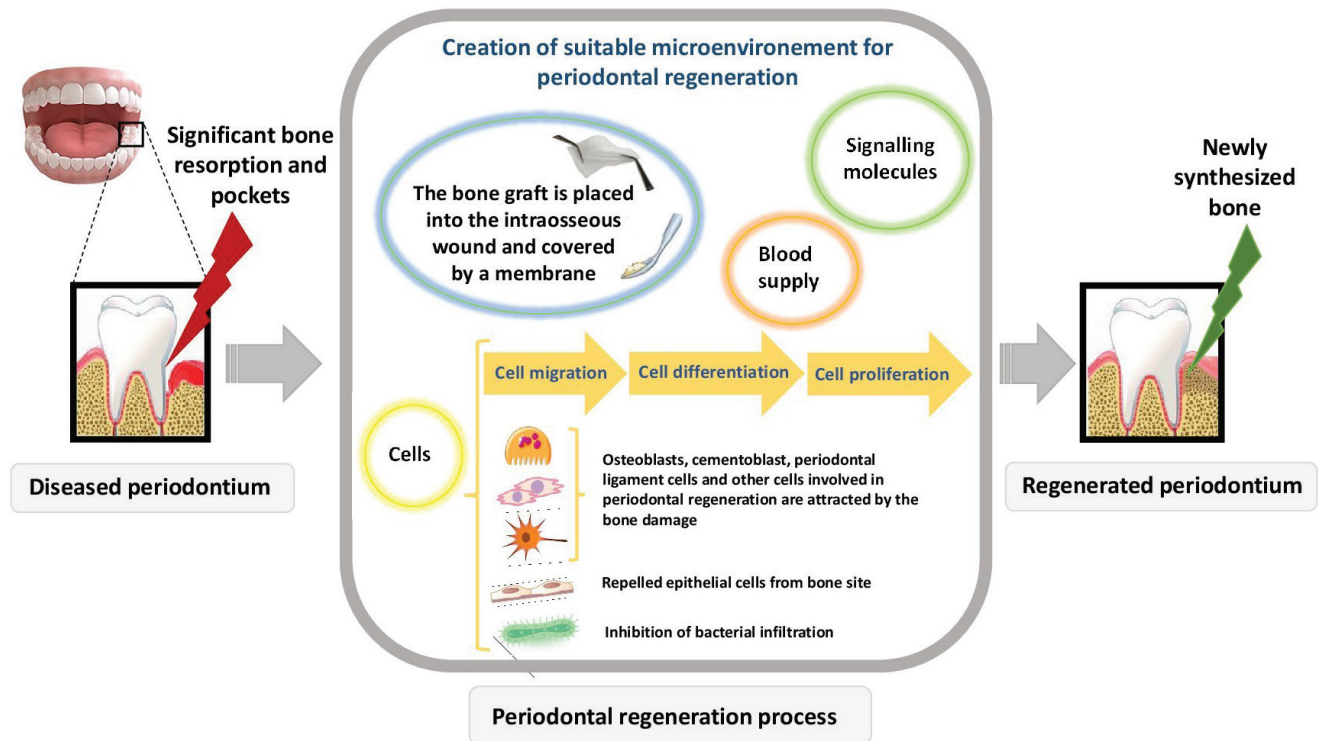 Creation of suitable microenvironement for
periodontal regeneration
Significant bone
resorption and
pockets
The bone graft is placed
into the intraosseous
wound and covered
by a membrane
Signalling
molecules
Blood
supply
Newly
synthesized
bone
Cell migration
Cell differentiation
Cell proliferation
Cells
Osteoblasts, cementoblast, periodontal
ligament cells and other cells involved in
periodontal regeneration are attracted by the
bone damage
Repelled epithelial cells from bone site
Inhibition of bacterial infiltration
Diseased periodontium
Regenerated periodontium
Periodontal regeneration process